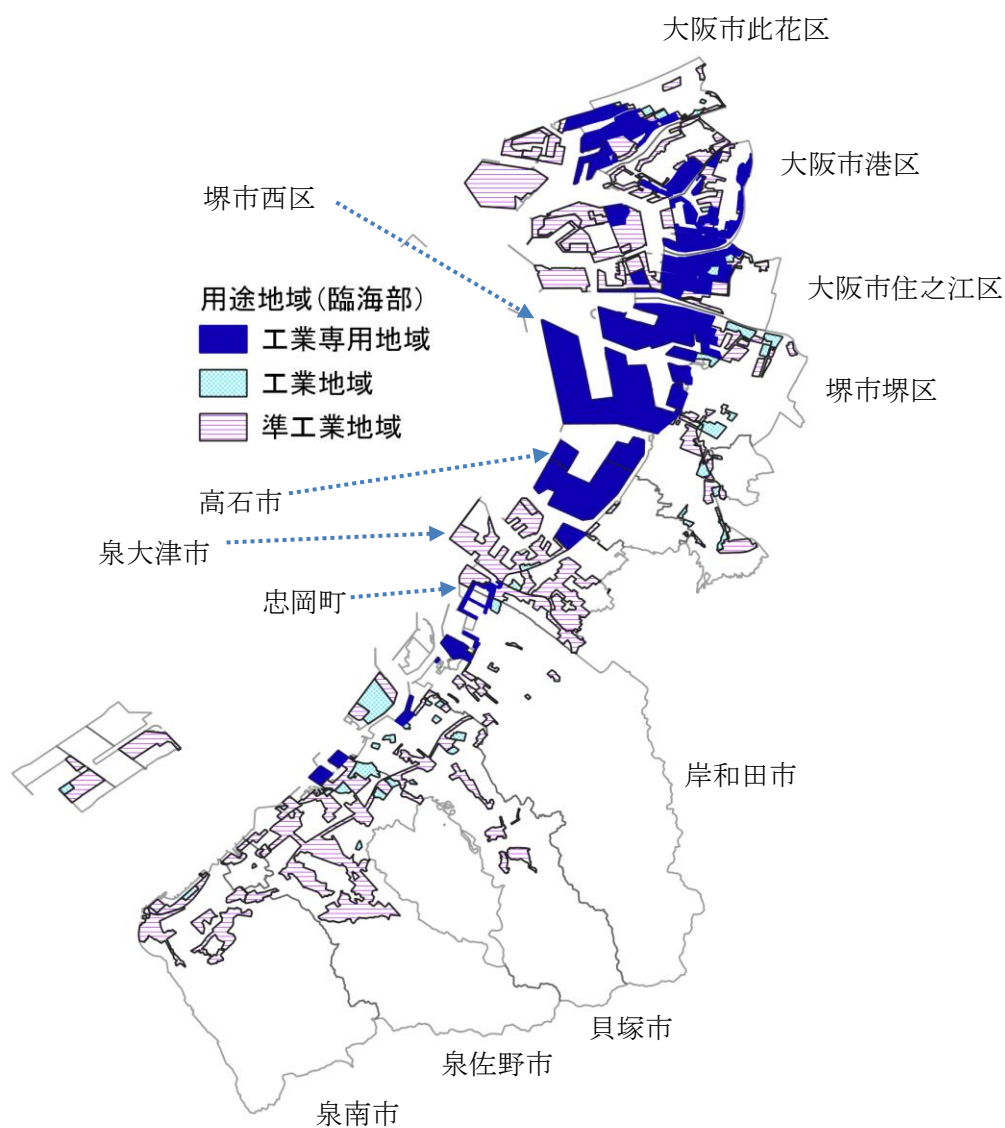 大阪市此花区
大阪市港区
堺市西区
大阪市住之江区
用途地域(臨海部)
工業専用地域
工業地域
準工業地域
堺市堺区
高石市
泉大津市
忠岡町
岸和田市
貝塚市
泉佐野市
泉南市